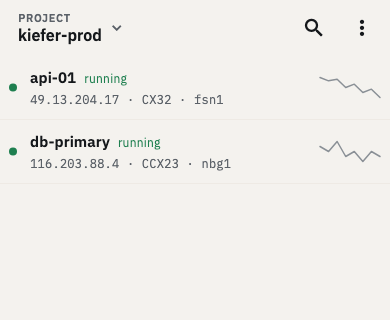 PROJECT
kiefer-prod
api-01 running
49.13.204.17 · CX32 · fsn1
db-primary running
116.203.88.4 · CCX23 · nbg1